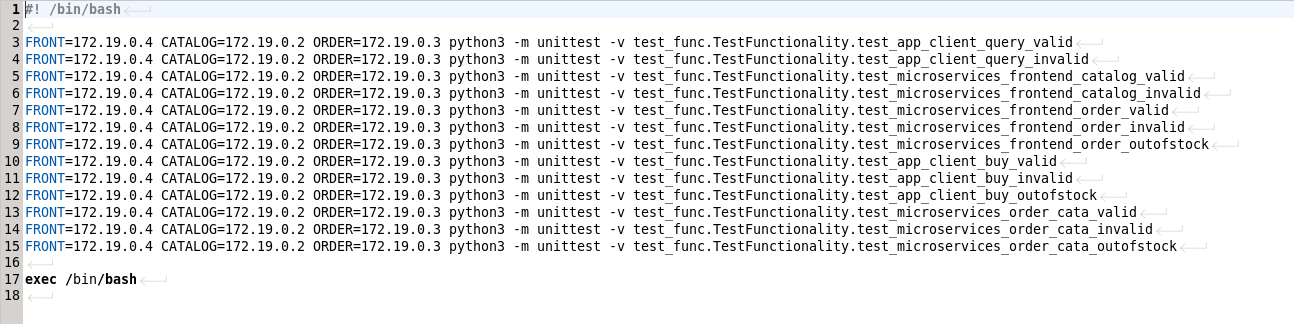 1 #! /bin/bash
2
3 FRONT=172.19.0.4 CATALOG=172.19.0.2 ORDER=172.19.0.3 python3 -m unittest -v test_func.TestFunctionality.test_app_client_query_valid
4 FRONT=172.19.0.4 CATALOG=172.19.0.2 ORDER=172.19.0.3 python3 -m unittest -v test_func.TestFunctionality.test_app_client_query_invalid
5 FRONT=172.19.0.4 CATALOG=172.19.0.2 ORDER=172.19.0.3 python3 -m unittest -v test_func.TestFunctionality.test_microservices_frontend_catalog_valid
6 FRONT=172.19.0.4 CATALOG=172.19.0.2 ORDER=172.19.0.3 python3 -m unittest -v test_func.TestFunctionality.test_microservices_frontend_catalog_invalid
7 FRONT=172.19.0.4 CATALOG=172.19.0.2 ORDER=172.19.0.3 python3 -m unittest -v test_func.TestFunctionality.test_microservices_frontend_order_valid
8 FRONT=172.19.0.4 CATALOG=172.19.0.2 ORDER=172.19.0.3 python3 -m unittest -v test_func.TestFunctionality.test_microservices_frontend_order_invalid
9 FRONT=172.19.0.4 CATALOG=172.19.0.2 ORDER=172.19.0.3 python3 -m unittest -v test_func.TestFunctionality.test_microservices_frontend_order_outofstock
10 FRONT=172.19.0.4 CATALOG=172.19.0.2 ORDER=172.19.0.3 python3 -m unittest -v test_func.TestFunctionality.test_app_client_buy_valid
11 FRONT=172.19.0.4 CATALOG=172.19.0.2 ORDER=172.19.0.3 python3 -m unittest -v test_func.TestFunctionality.test_app_client_buy_invalid
12 FRONT=172.19.0.4 CATALOG=172.19.0.2 ORDER=172.19.0.3 python3 -m unittest -v test_func.TestFunctionality.test_app_client_buy_outofstock
13 FRONT=172.19.0.4 CATALOG=172.19.0.2 ORDER=172.19.0.3 python3 -m unittest -v test_func.TestFunctionality.test_microservices_order_cata_valid
14 FRONT=172.19.0.4 CATALOG=172.19.0.2 ORDER=172.19.0.3 python3 -m unittest -v test_func.TestFunctionality.test_microservices_order_cata_invalid
15 FRONT=172.19.0.4 CATALOG=172.19.0.2 ORDER=172.19.0.3 python3 -m unittest -v test_func.TestFunctionality.test_microservices_order_cata_outofstock
16
17 exec /bin/bash
18